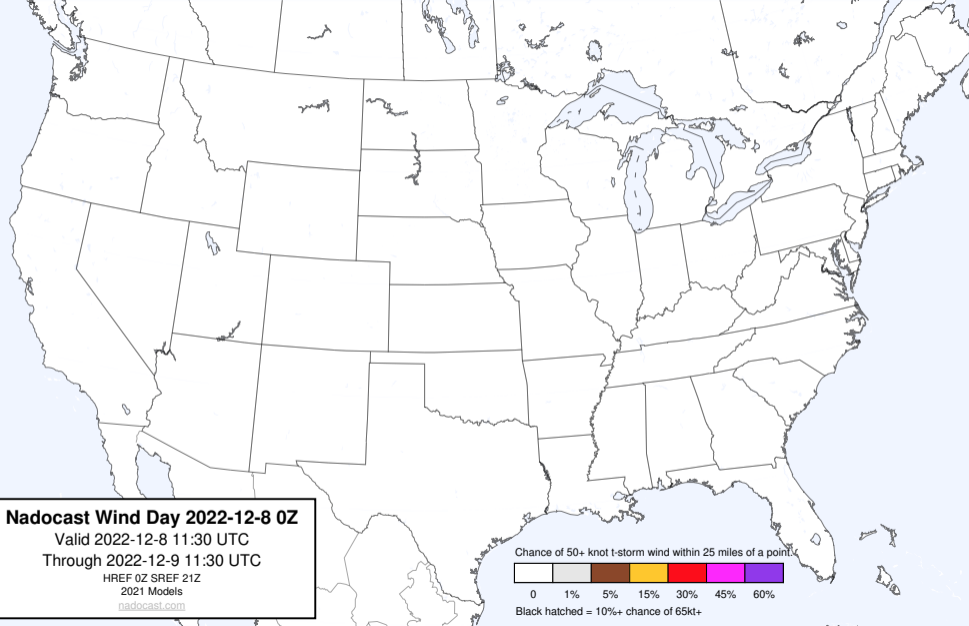 Nadocast Wind Day 2022-12-8 0Z
Valid 2022-12-8 11:30 UTC
Through 2022-12-9 11:30 UTC
HREF 0Z SREF 21Z
2021 Models
nadocast.com
Chance of 50+ knot t-storm wind within 25 miles of a point.
0 1% 5% 15% 30% 45% 60%
Black hatched = 10%+ chance of 65kt+